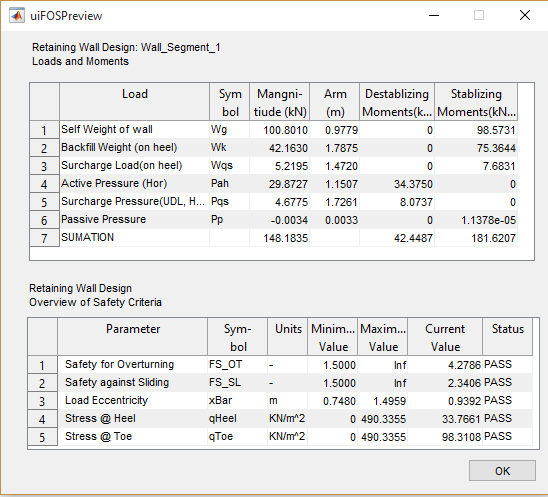 uiFOSPreview
Retaining Wall Design: Wall_Segment_1
Loads and Moments
Load Sym bol Mangni- tiude (kN) Arm (m) Destablizing Moments(k... Stablizing Moments(kN...
1 Self Weight of wall Wg 100.8010 0.9779 0 98.5731
2 Backfill Weight (on heel) Wk 42.1630 1.7875 0 75.3644
3 Surcharge Load(on heel) Wqs 5.2195 1.4720 0 7.6831
4 Active Pressure (Hor) Pah 29.8727 1.1507 34.3750 0
5 Surcharge Pressure(UDL, H... Pqs 4.6775 1.7261 8.0737 0
6 Passive Pressure Pp -0.0034 0.0033 0 1.1378e-05
7 SUMATION 148.1835 42.4487 181.6207
Retaining Wall Design
Overview of Safety Criteria
Parameter Sym- bol Units Minim... Value Maxim... Value Current Value Status
1 Safety for Overturning FS_OT - 1.5000 Inf 4.2786 PASS
2 Safety against Sliding FS_SL - 1.5000 Inf 2.3406 PASS
3 Load Eccentricity xBar m 0.7480 1.4959 0.9392 PASS
4 Stress @ Heel qHeel KN/m^2 0 490.3355 33.7661 PASS
5 Stress @ Toe qToe KN/m^2 0 490.3355 98.3108 PASS
OK